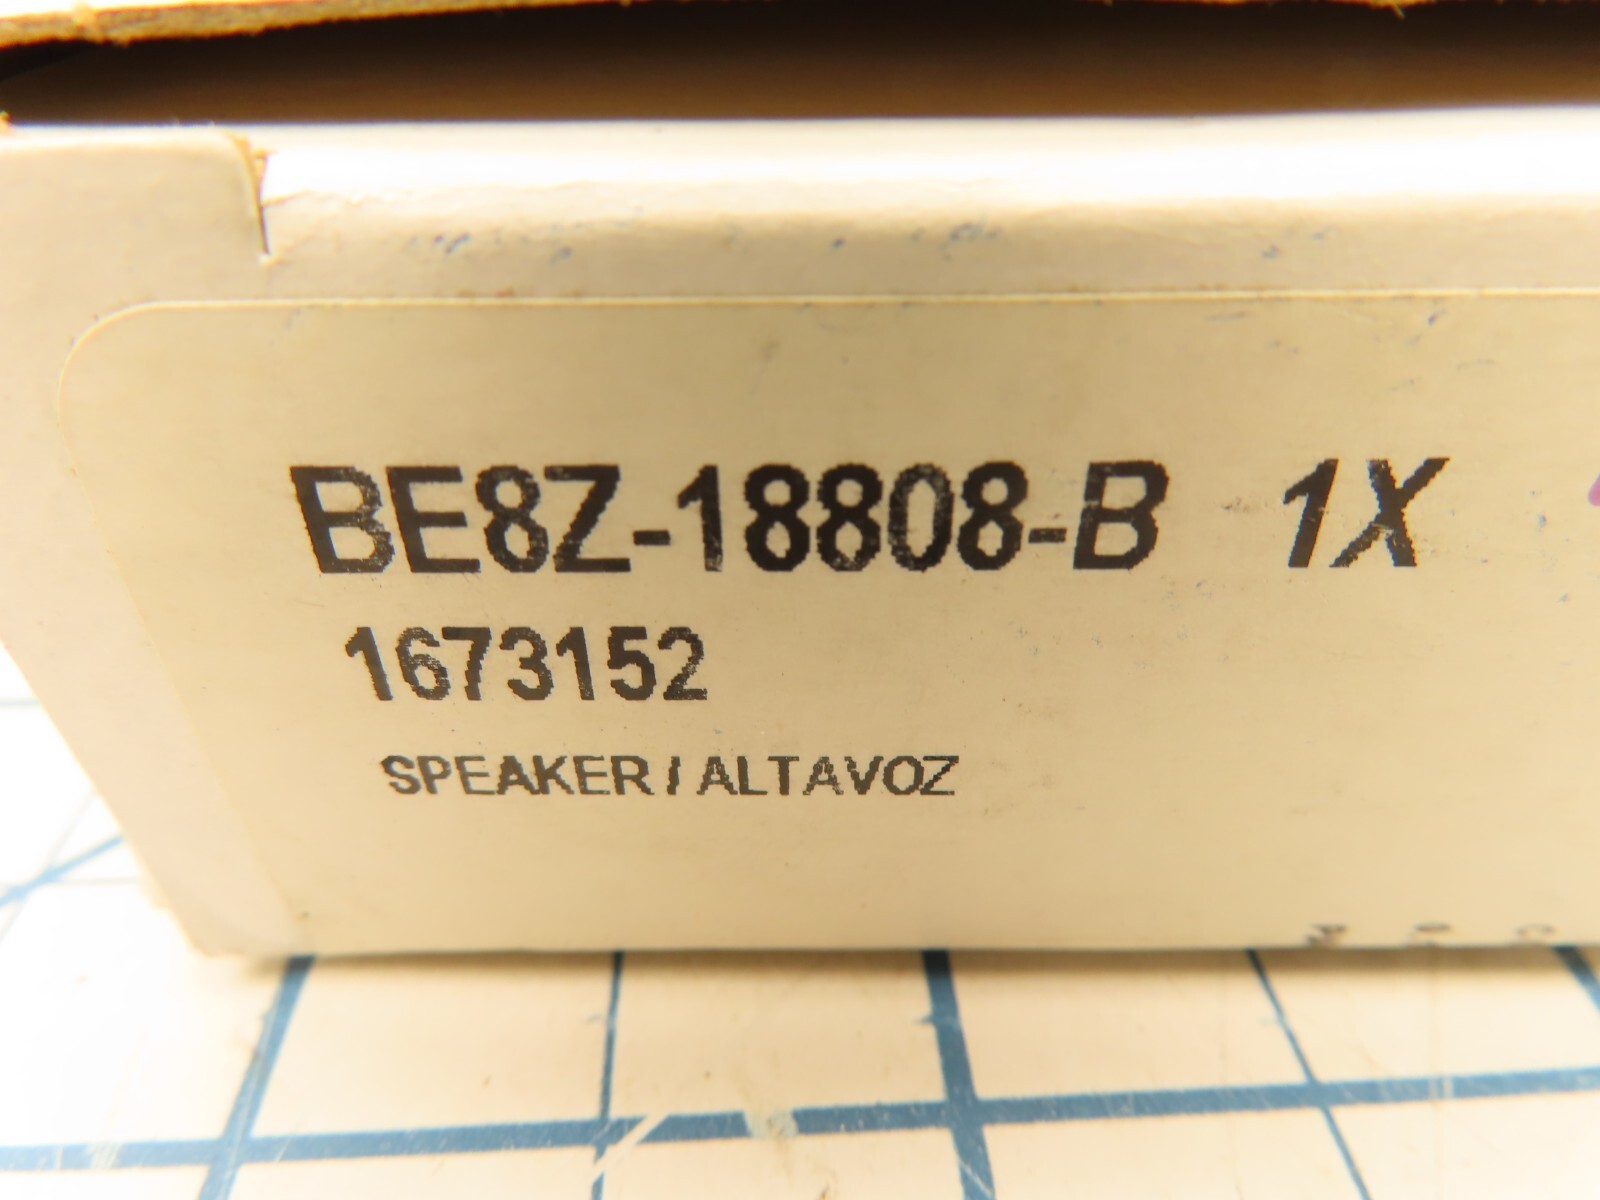 BE8Z-18808-B 1X
1673152
SPEAKER / ALTAVOZ